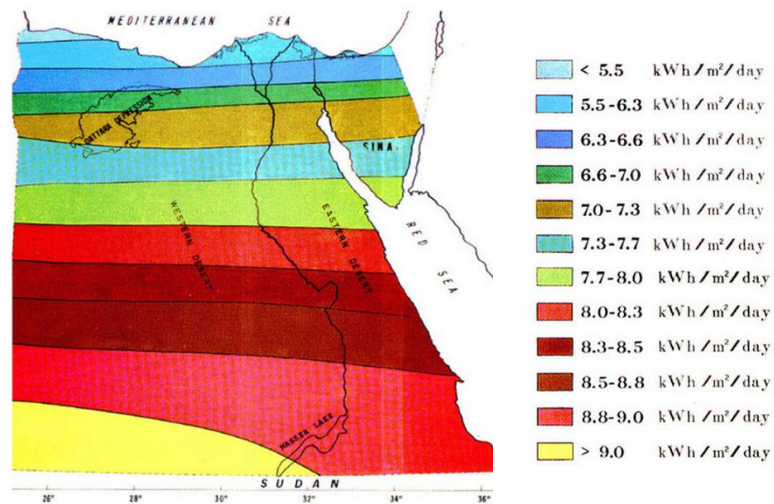 MEDITERRANEAN SEA
QATTARA DEPRESSION
SINA
WESTERN DESERT
EASTERN DESERT
RED SEA
NASSER LAKE
SUDAN
26° 28° 30° 32° 34° 36°
< 5.5 kWh/m²/day
5.5-6.3 kWh/m²/day
6.3-6.6 kWh/m²/day
6.6-7.0 kWh/m²/day
7.0-7.3 kWh/m²/day
7.3-7.7 kWh/m²/day
7.7-8.0 kWh/m²/day
8.0-8.3 kWh/m²/day
8.3-8.5 kWh/m²/day
8.5-8.8 kWh/m²/day
8.8-9.0 kWh/m²/day
> 9.0 kWh/m²/day